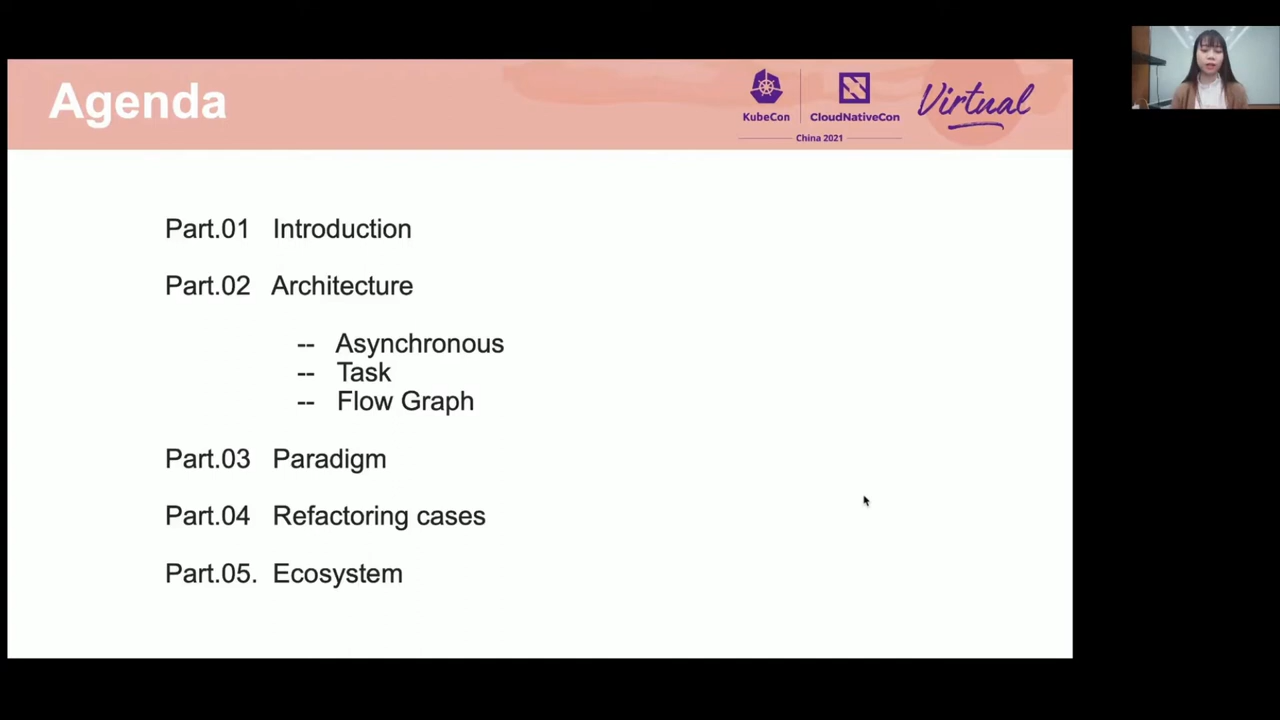 Agenda
KubeCon
CloudNativeCon
China 2021
Virtual
Part.01 Introduction
Part.02 Architecture
-- Asynchronous
-- Task
-- Flow Graph
Part.03 Paradigm
Part.04 Refactoring cases
Part.05. Ecosystem